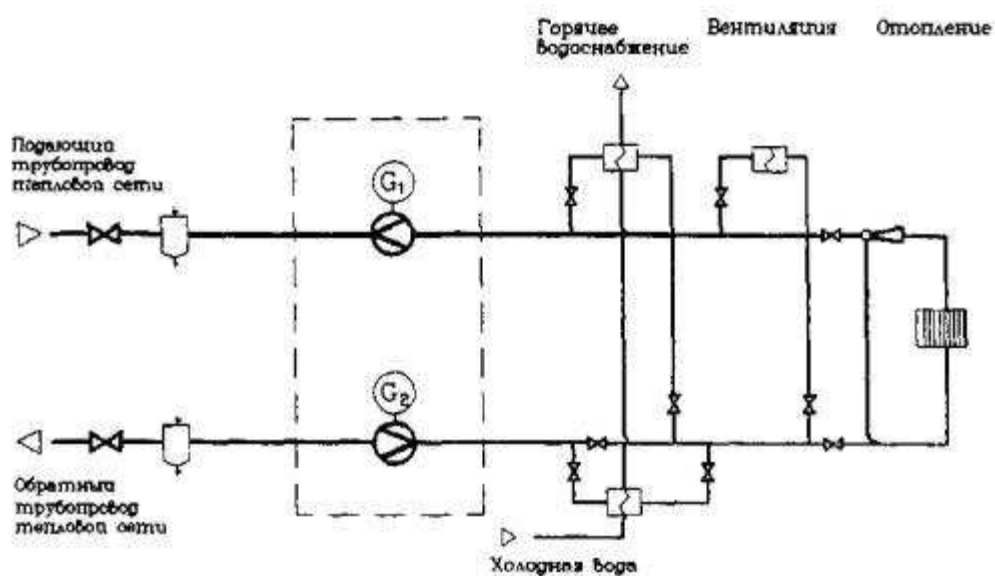 Горячее
водоснабжение
Вентиляция
Отопление
Подающий
трубопровод
тепловой сети
G1
G2
Обратный
трубопровод
тепловой сети
Холодная вода